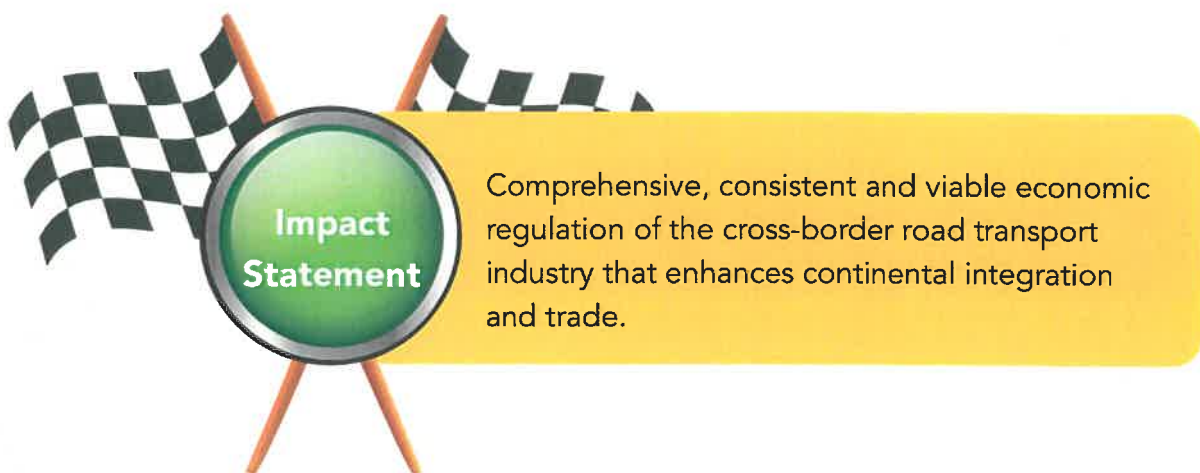 Impact
Statement
Comprehensive, consistent and viable economic
regulation of the cross-border road transport
industry that enhances continental integration
and trade.